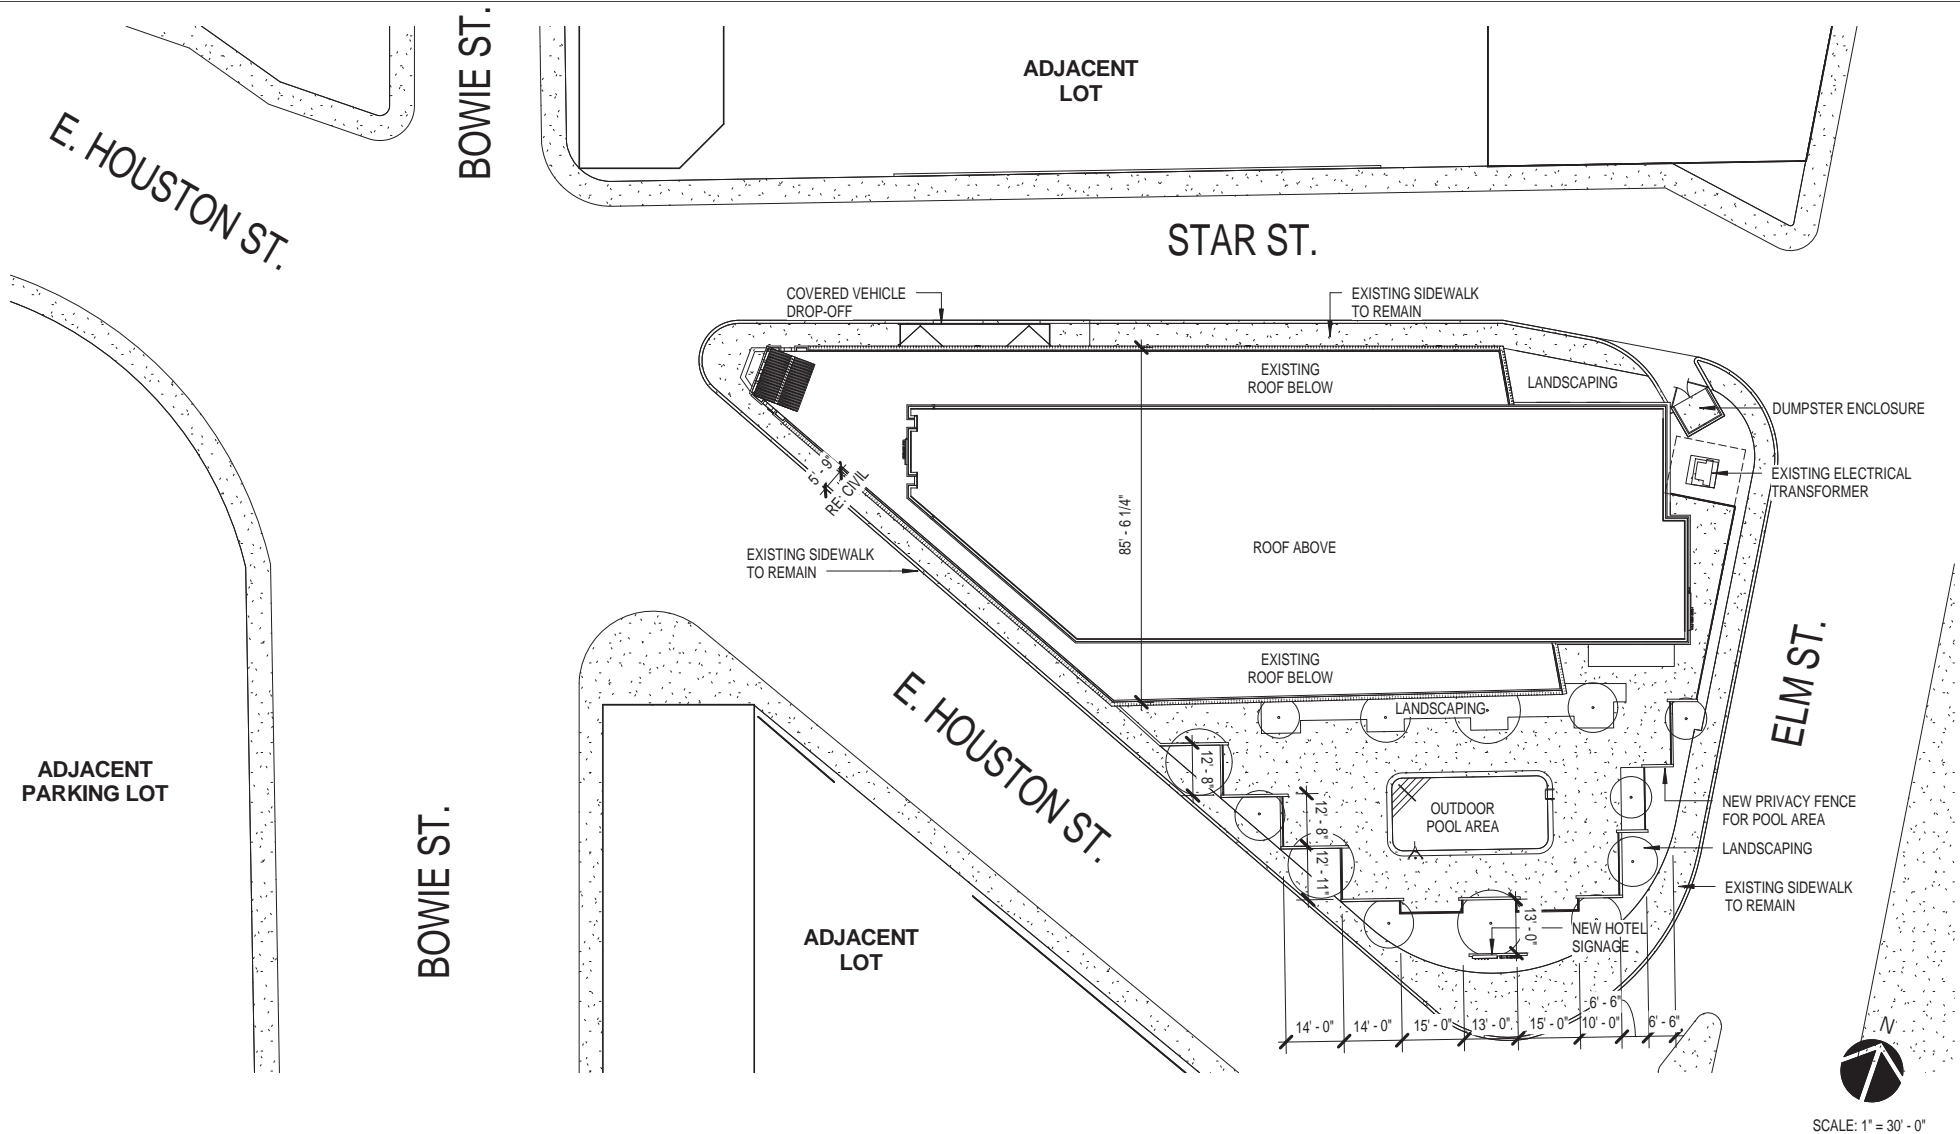 BOWIE ST.
ADJACENT
LOT
E. HOUSTON ST.
STAR ST.
COVERED VEHICLE
DROP-OFF
EXISTING SIDEWALK
TO REMAIN
EXISTING
ROOF BELOW
LANDSCAPING
DUMPSTER ENCLOSURE
5' - 9"
RE: CIVIL
EXISTING ELECTRICAL
TRANSFORMER
85' - 6 1/4"
ROOF ABOVE
EXISTING SIDEWALK
TO REMAIN
EXISTING
ROOF BELOW
E. HOUSTON ST.
ELM ST.
LANDSCAPING
ADJACENT
PARKING LOT
12' - 8"
OUTDOOR
POOL AREA
12' - 8"
NEW PRIVACY FENCE
FOR POOL AREA
LANDSCAPING
12' - 11"
BOWIE ST.
EXISTING SIDEWALK
TO REMAIN
ADJACENT
LOT
13' - 0"
NEW HOTEL
SIGNAGE
6' - 6"
14' - 0" 14' - 0" 15' - 0" 13' - 0" 15' - 0" 10' - 0" 6' - 6"
N
SCALE: 1" = 30' - 0"